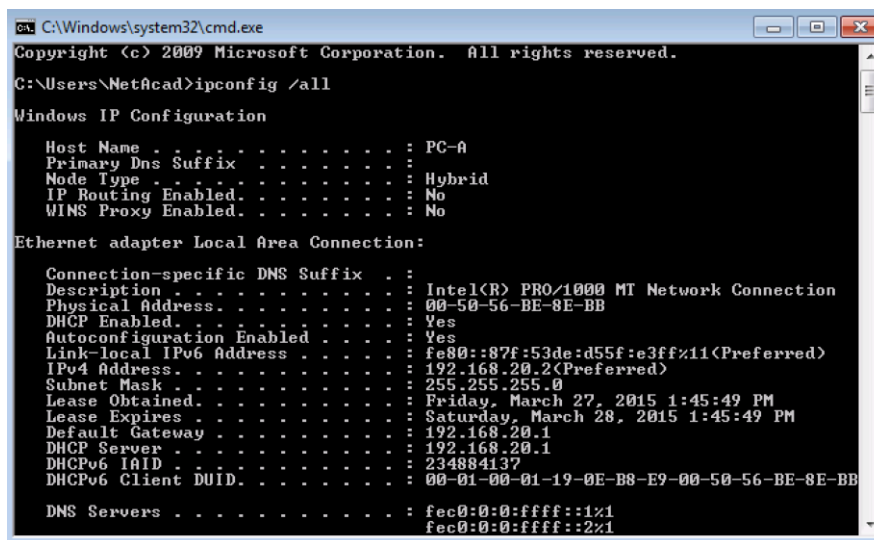 C:\Windows\system32\cmd.exe
Copyright (c) 2009 Microsoft Corporation.  All rights reserved.
C:\Users\NetAcad>ipconfig /all
Windows IP Configuration
   Host Name . . . . . . . . . . . . : PC-A
   Primary Dns Suffix  . . . . . . . :
   Node Type . . . . . . . . . . . . : Hybrid
   IP Routing Enabled. . . . . . . . : No
   WINS Proxy Enabled. . . . . . . . : No
Ethernet adapter Local Area Connection:
   Connection-specific DNS Suffix  . :
   Description . . . . . . . . . . . : Intel(R) PRO/1000 MT Network Connection
   Physical Address. . . . . . . . . : 00-50-56-BE-8E-BB
   DHCP Enabled. . . . . . . . . . . : Yes
   Autoconfiguration Enabled . . . . : Yes
   Link-local IPv6 Address . . . . . : fe80::87f:53de:d55f:e3ff%11(Preferred)
   IPv4 Address. . . . . . . . . . . : 192.168.20.2(Preferred)
   Subnet Mask . . . . . . . . . . . : 255.255.255.0
   Lease Obtained. . . . . . . . . . : Friday, March 27, 2015 1:45:49 PM
   Lease Expires . . . . . . . . . . : Saturday, March 28, 2015 1:45:49 PM
   Default Gateway . . . . . . . . . : 192.168.20.1
   DHCP Server . . . . . . . . . . . : 192.168.20.1
   DHCPv6 IAID . . . . . . . . . . . : 234884137
   DHCPv6 Client DUID. . . . . . . . : 00-01-00-01-19-0E-B8-E9-00-50-56-BE-8E-BB
   DNS Servers . . . . . . . . . . . : fec0:0:0:ffff::1%1
                                       fec0:0:0:ffff::2%1